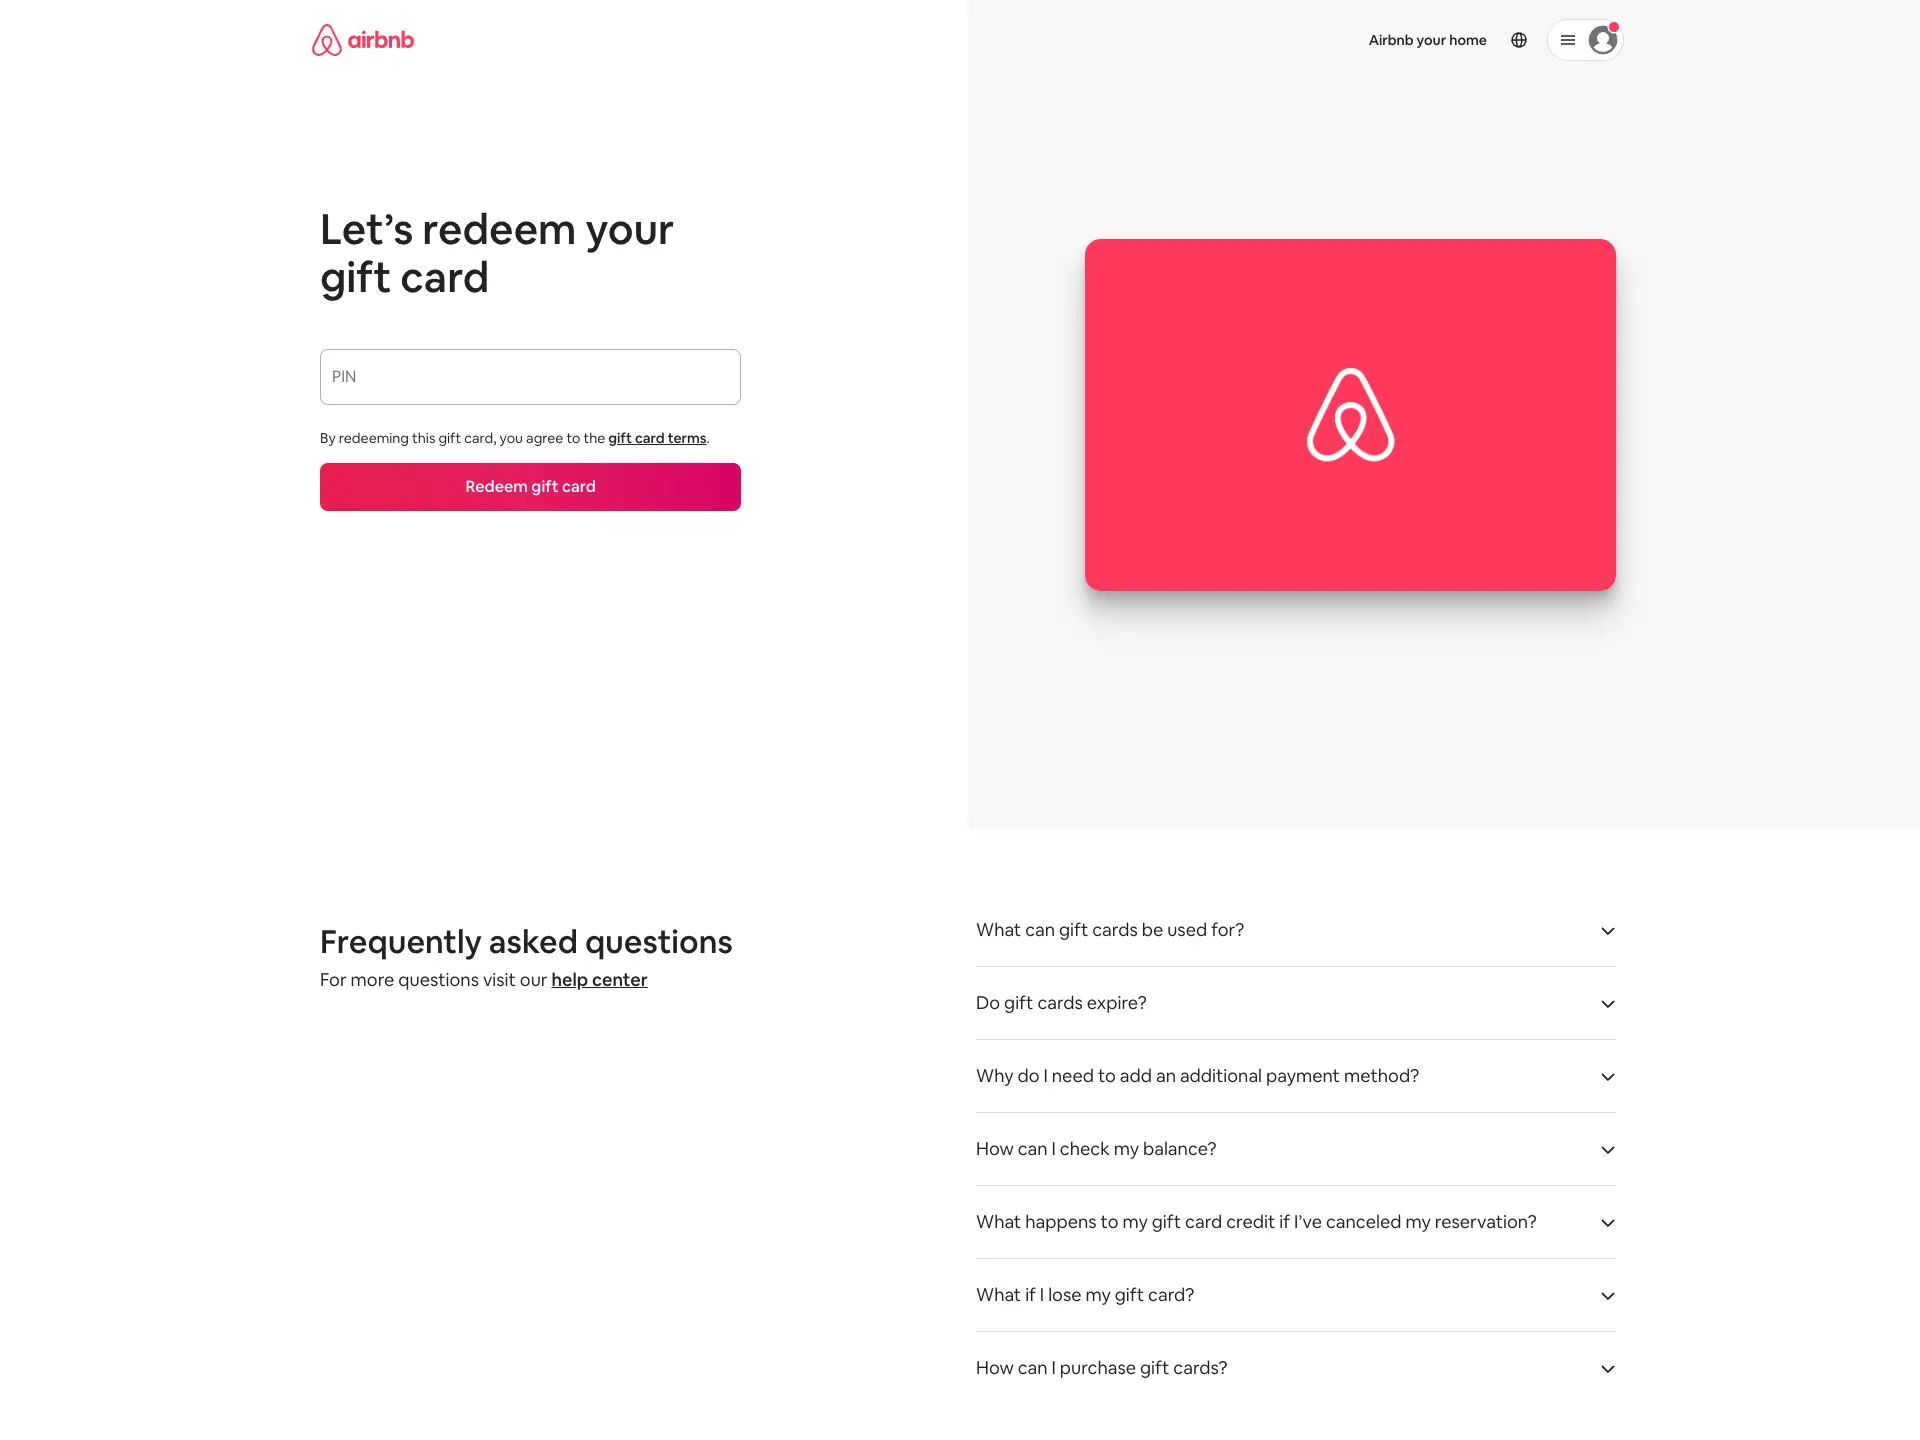 airbnb
Airbnb your home
Let’s redeem your
gift card
PIN
By redeeming this gift card, you agree to the gift card terms.
Redeem gift card
Frequently asked questions
For more questions visit our help center
What can gift cards be used for?
Do gift cards expire?
Why do I need to add an additional payment method?
How can I check my balance?
What happens to my gift card credit if I’ve canceled my reservation?
What if I lose my gift card?
How can I purchase gift cards?